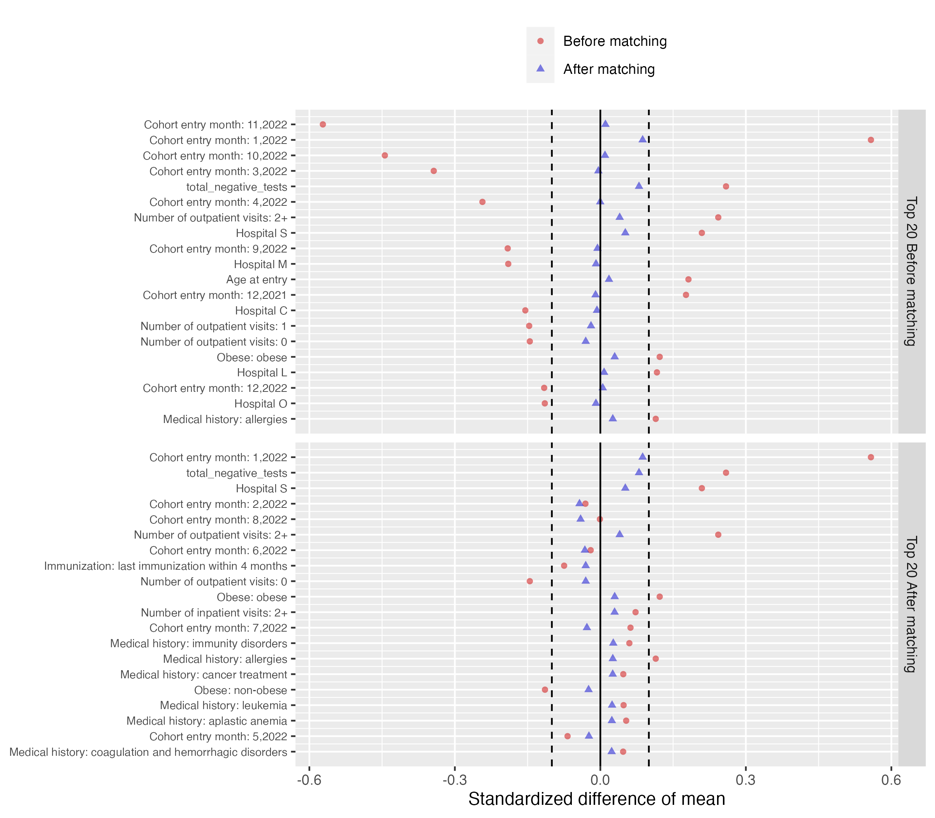 Before matching
After matching
Cohort entry month: 11,2022
Cohort entry month: 1,2022
Cohort entry month: 10,2022
Cohort entry month: 3,2022
total_negative_tests
Cohort entry month: 4,2022
Number of outpatient visits: 2+
Hospital S
Cohort entry month: 9,2022
Hospital M
Age at entry
Cohort entry month: 12,2021
Hospital C
Number of outpatient visits: 1
Number of outpatient visits: 0
Obese: obese
Hospital L
Cohort entry month: 12,2022
Hospital O
Medical history: allergies
Top 20 Before matching
Cohort entry month: 1,2022
total_negative_tests
Hospital S
Cohort entry month: 2,2022
Cohort entry month: 8,2022
Number of outpatient visits: 2+
Cohort entry month: 6,2022
Immunization: last immunization within 4 months
Number of outpatient visits: 0
Obese: obese
Number of inpatient visits: 2+
Cohort entry month: 7,2022
Medical history: immunity disorders
Medical history: allergies
Medical history: cancer treatment
Obese: non-obese
Medical history: leukemia
Medical history: aplastic anemia
Cohort entry month: 5,2022
Medical history: coagulation and hemorrhagic disorders
Top 20 After matching
-0.6 -0.3 0.0 0.3 0.6
Standardized difference of mean